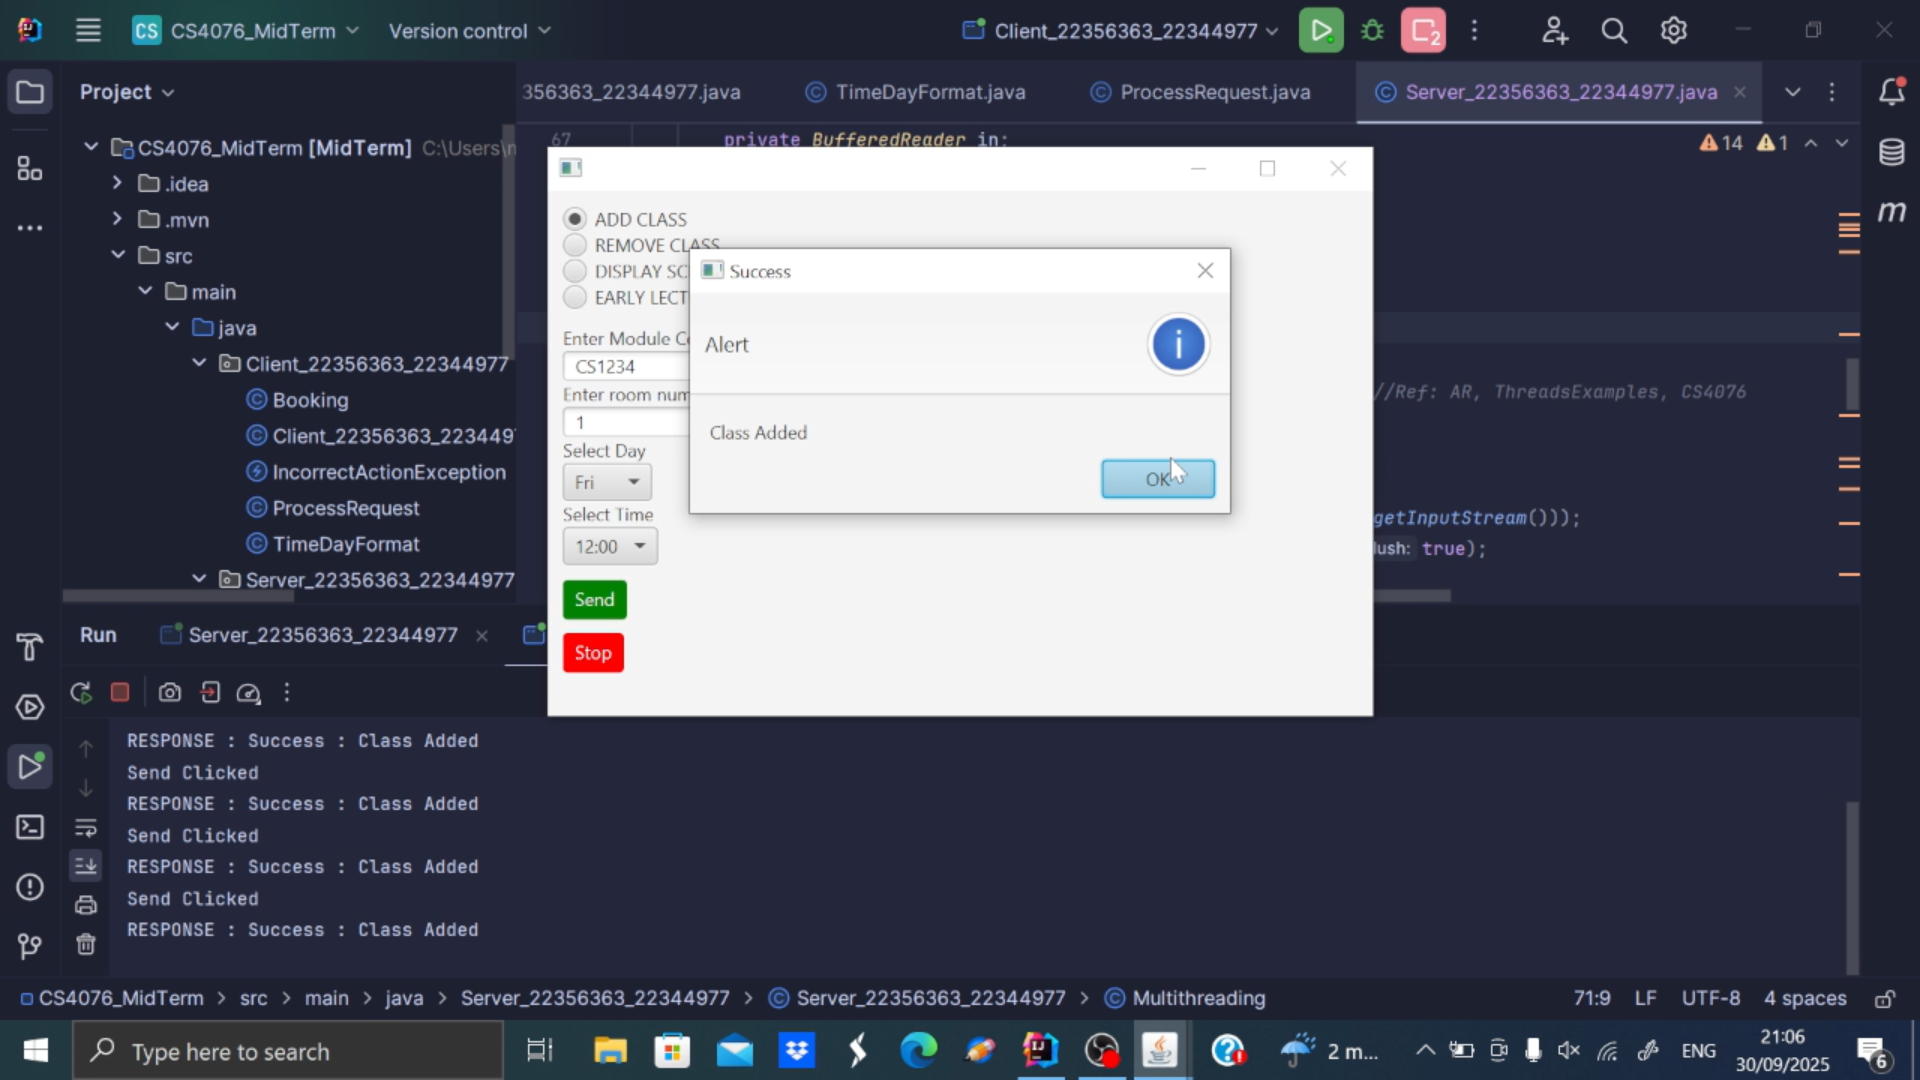 CS CS4076_MidTerm Version control Client_22356363_22344977 2
Project
356363_22344977.java TimeDayFormat.java ProcessRequest.java Server_22356363_22344977.java
CS4076_MidTerm [MidTerm] C:\Users\
.idea
.mvn
src
main
java
Client_22356363_22344977
Booking
Client_22356363_223449
IncorrectActionException
ProcessRequest
TimeDayFormat
Server_22356363_22344977
67 private BufferedReader in;
14 1
//Ref: AR, ThreadsExamples, CS4076
getInputStream()));
lush: true);
ADD CLASS
REMOVE CLASS
DISPLAY SC
EARLY LECT
Enter Module C
CS1234
Enter room num
1
Select Day
Fri
Select Time
12:00
Send
Stop
Success
Alert
i
Class Added
OK
Run Server_22356363_22344977
RESPONSE : Success : Class Added
Send Clicked
RESPONSE : Success : Class Added
Send Clicked
RESPONSE : Success : Class Added
Send Clicked
RESPONSE : Success : Class Added
CS4076_MidTerm > src > main > java > Server_22356363_22344977 > Server_22356363_22344977 > Multithreading 71:9 LF UTF-8 4 spaces
Type here to search 2 m... ENG 21:06
30/09/2025 6